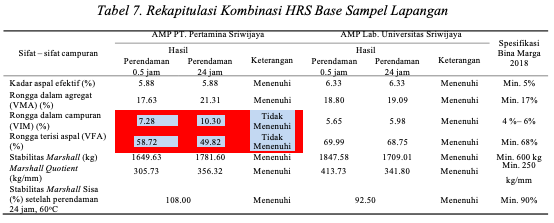 Tabel 7. Rekapitulasi Kombinasi HRS Base Sampel Lapangan
Sifat – sifat campuran AMP PT. Pertamina Sriwijaya AMP Lab. Universitas Sriwijaya Spesifikasi Bina Marga 2018
Hasil Keterangan Hasil Keterangan
Perendaman 0.5 jam Perendaman 24 jam Perendaman 0.5 jam Perendaman 24 jam
Kadar aspal efektif (%) 5.88 5.88 Menenuhi 6.33 6.33 Menenuhi Min. 5%
Rongga dalam agregat (VMA) (%) 17.63 21.31 Menenuhi 18.80 19.09 Menenuhi Min. 17%
Rongga dalam campuran (VIM) (%) 7.28 10.30 Tidak Menenuhi 5.65 5.98 Menenuhi 4 %– 6%
Rongga terisi aspal (VFA) (%) 58.72 49.82 Tidak Menenuhi 69.99 68.75 Menenuhi Min. 68%
Stabilitas Marshall (kg) 1649.63 1781.60 Menenuhi 1847.58 1709.01 Menenuhi Min. 600 kg
Marshall Quotient (kg/mm) 305.73 356.32 Menenuhi 413.73 341.80 Menenuhi Min. 250 kg/mm
Stabilitas Marshall Sisa (%) setelah perendaman 24 jam, 60ºC 108.00 Menenuhi 92.50 Menenuhi Min. 90%